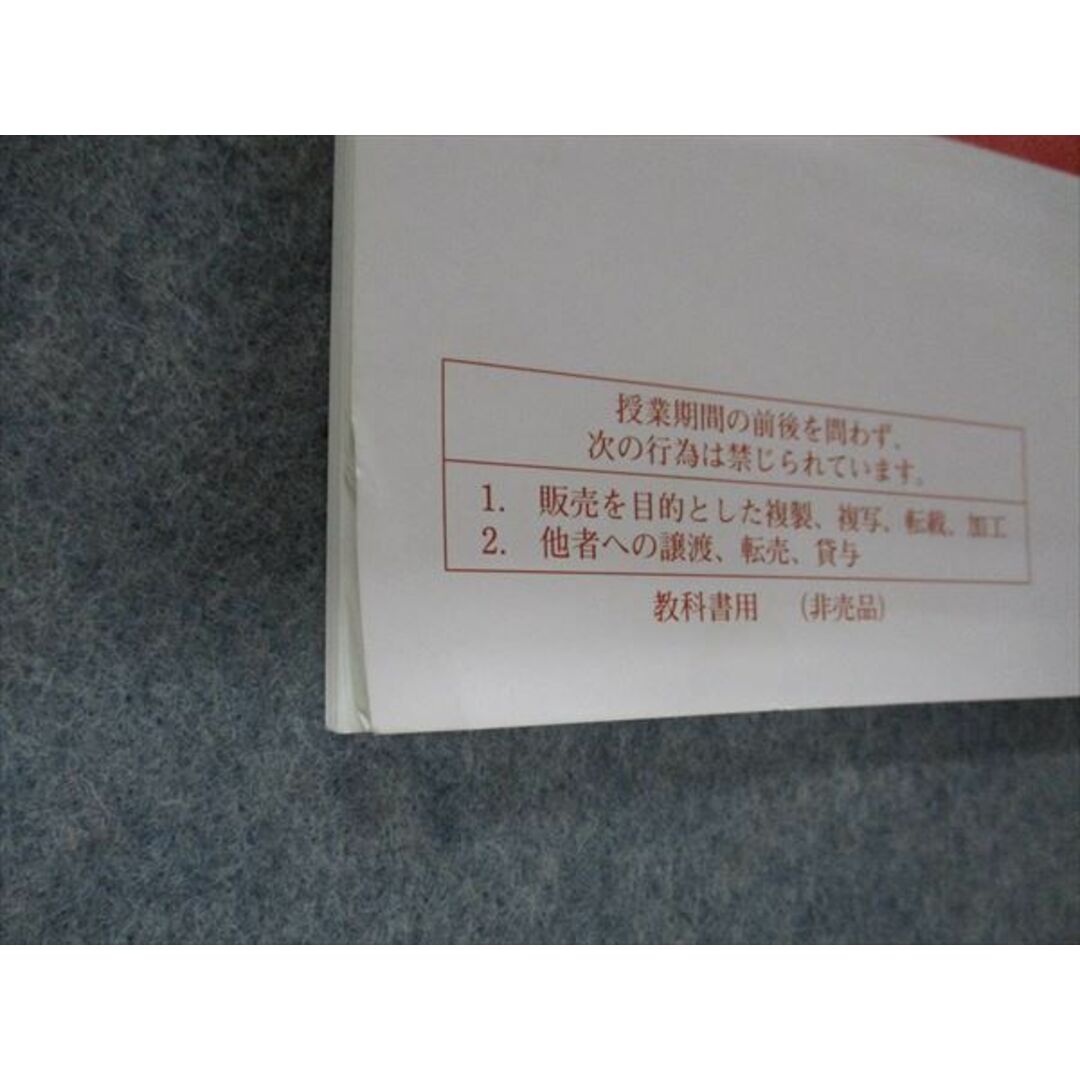 授業期間の前後を問わず、
次の行為は禁じられています。
1. 販売を目的とした複製、複写、転載、加工
2. 他者への譲渡、転売、貸与
教科書用 （非売品）